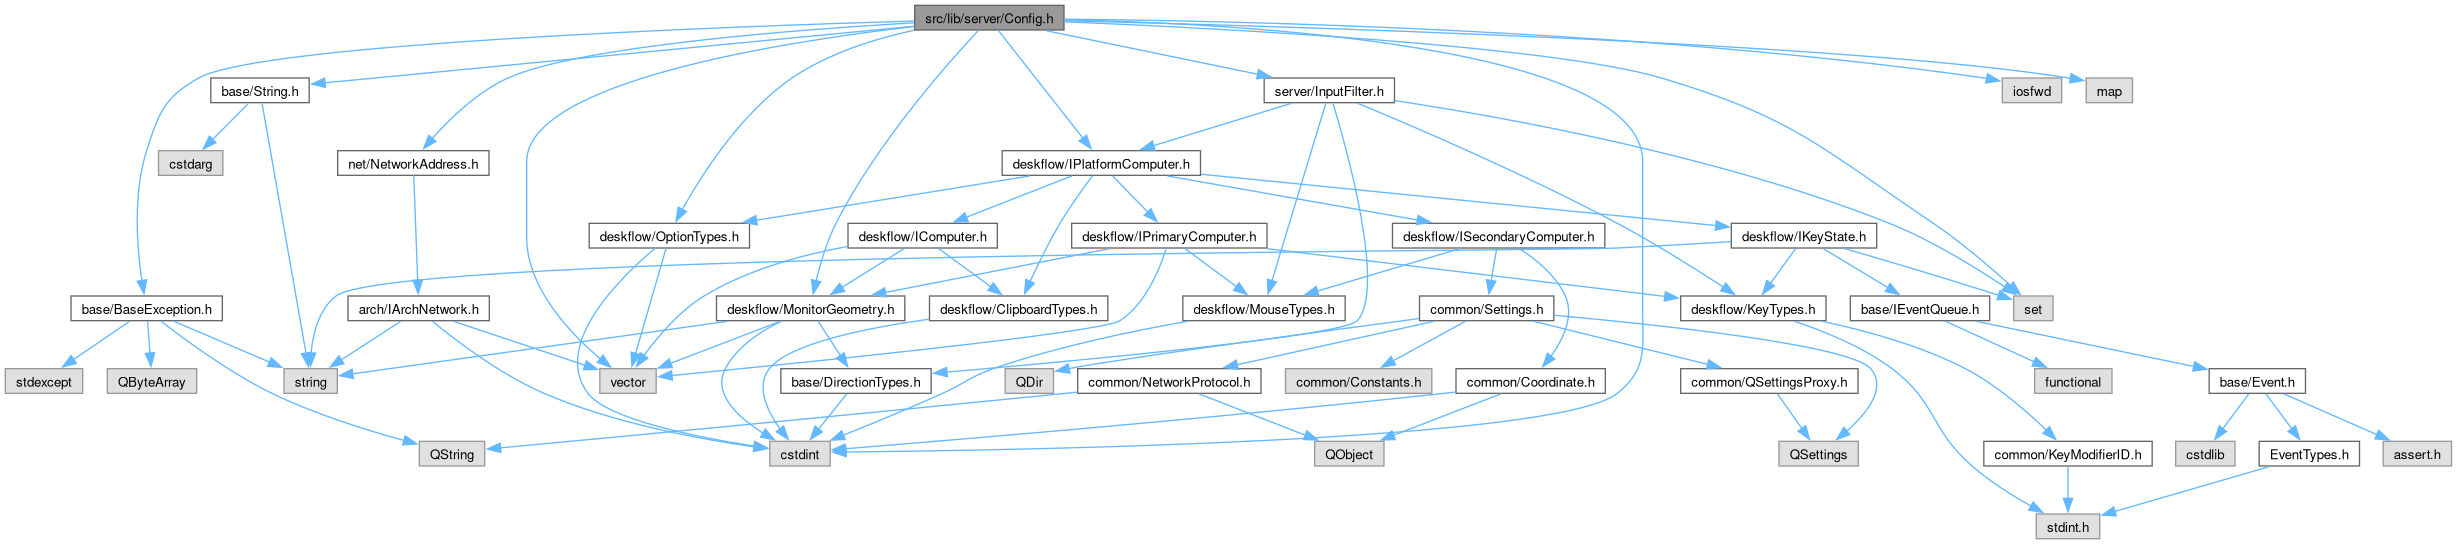 src/lib/server/Config.h
base/String.h
server/InputFilter.h
iosfwd
map
cstdarg
net/NetworkAddress.h
deskflow/IPlatformComputer.h
deskflow/OptionTypes.h
deskflow/IComputer.h
deskflow/IPrimaryComputer.h
deskflow/ISecondaryComputer.h
deskflow/IKeyState.h
base/BaseException.h
arch/IArchNetwork.h
deskflow/MonitorGeometry.h
deskflow/ClipboardTypes.h
deskflow/MouseTypes.h
common/Settings.h
deskflow/KeyTypes.h
base/IEventQueue.h
set
stdexcept
QByteArray
string
vector
base/DirectionTypes.h
QDir
common/NetworkProtocol.h
common/Constants.h
common/Coordinate.h
common/QSettingsProxy.h
functional
base/Event.h
QString
cstdint
QObject
QSettings
common/KeyModifierID.h
cstdlib
EventTypes.h
assert.h
stdint.h